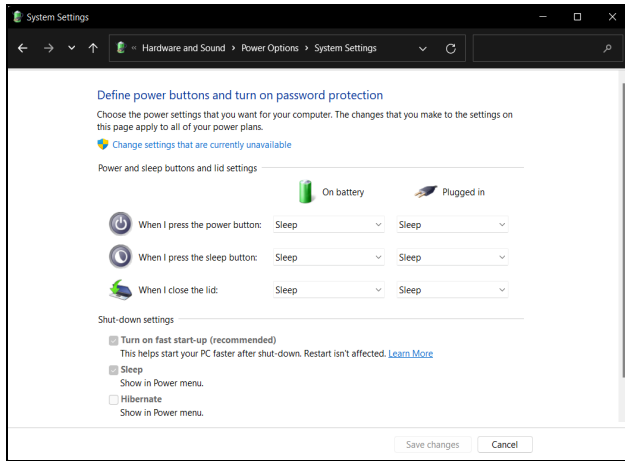 System Settings
« Hardware and Sound › Power Options › System Settings
Define power buttons and turn on password protection
Choose the power settings that you want for your computer. The changes that you make to the settings on
this page apply to all of your power plans.
Change settings that are currently unavailable
Power and sleep buttons and lid settings
On battery Plugged in
When I press the power button: Sleep Sleep
When I press the sleep button: Sleep Sleep
When I close the lid: Sleep Sleep
Shut-down settings
Turn on fast start-up (recommended)
This helps start your PC faster after shut-down. Restart isn't affected. Learn More
Sleep
Show in Power menu.
Hibernate
Show in Power menu.
Save changes Cancel